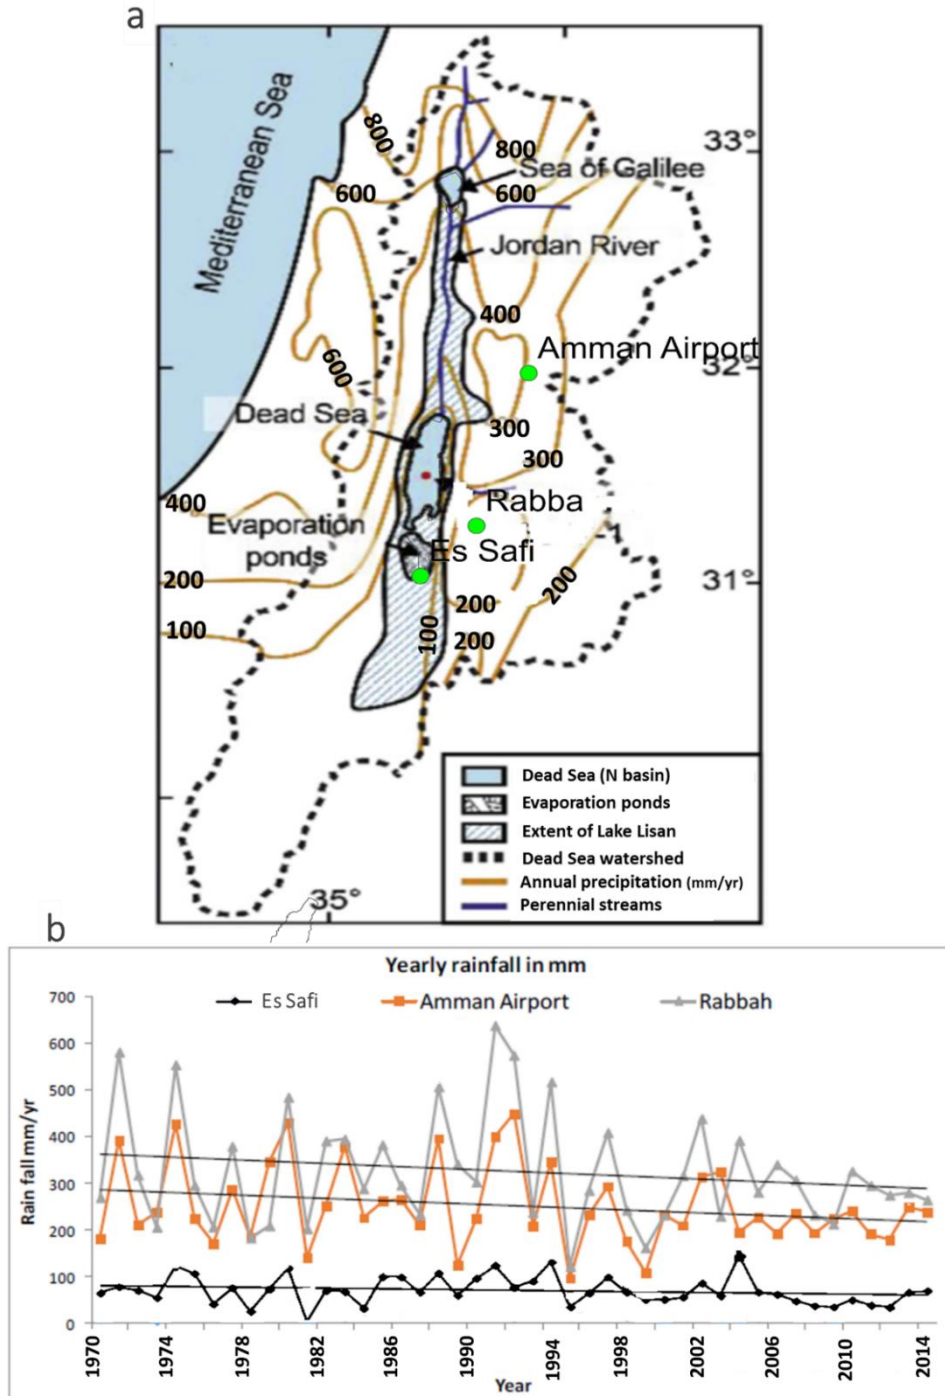 a
Mediterranean Sea
800
800
33°
Sea of Galilee
600
600
Jordan River
400
Amman Airport
32°
600
Dead Sea
300
300
400
Rabba
Evaporation
ponds
Es Safi
31°
200
200
200
100
100
200
35°
Dead Sea (N basin)
Evaporation ponds
Extent of Lake Lisan
Dead Sea watershed
Annual precipitation (mm/yr)
Perennial streams
b
Yearly rainfall in mm
Es Safi Amman Airport Rabbah
Rain fall mm/yr
700
600
500
400
300
200
100
0
1970 1974 1978 1982 1986 1990 1994 1998 2002 2006 2010 2014
Year